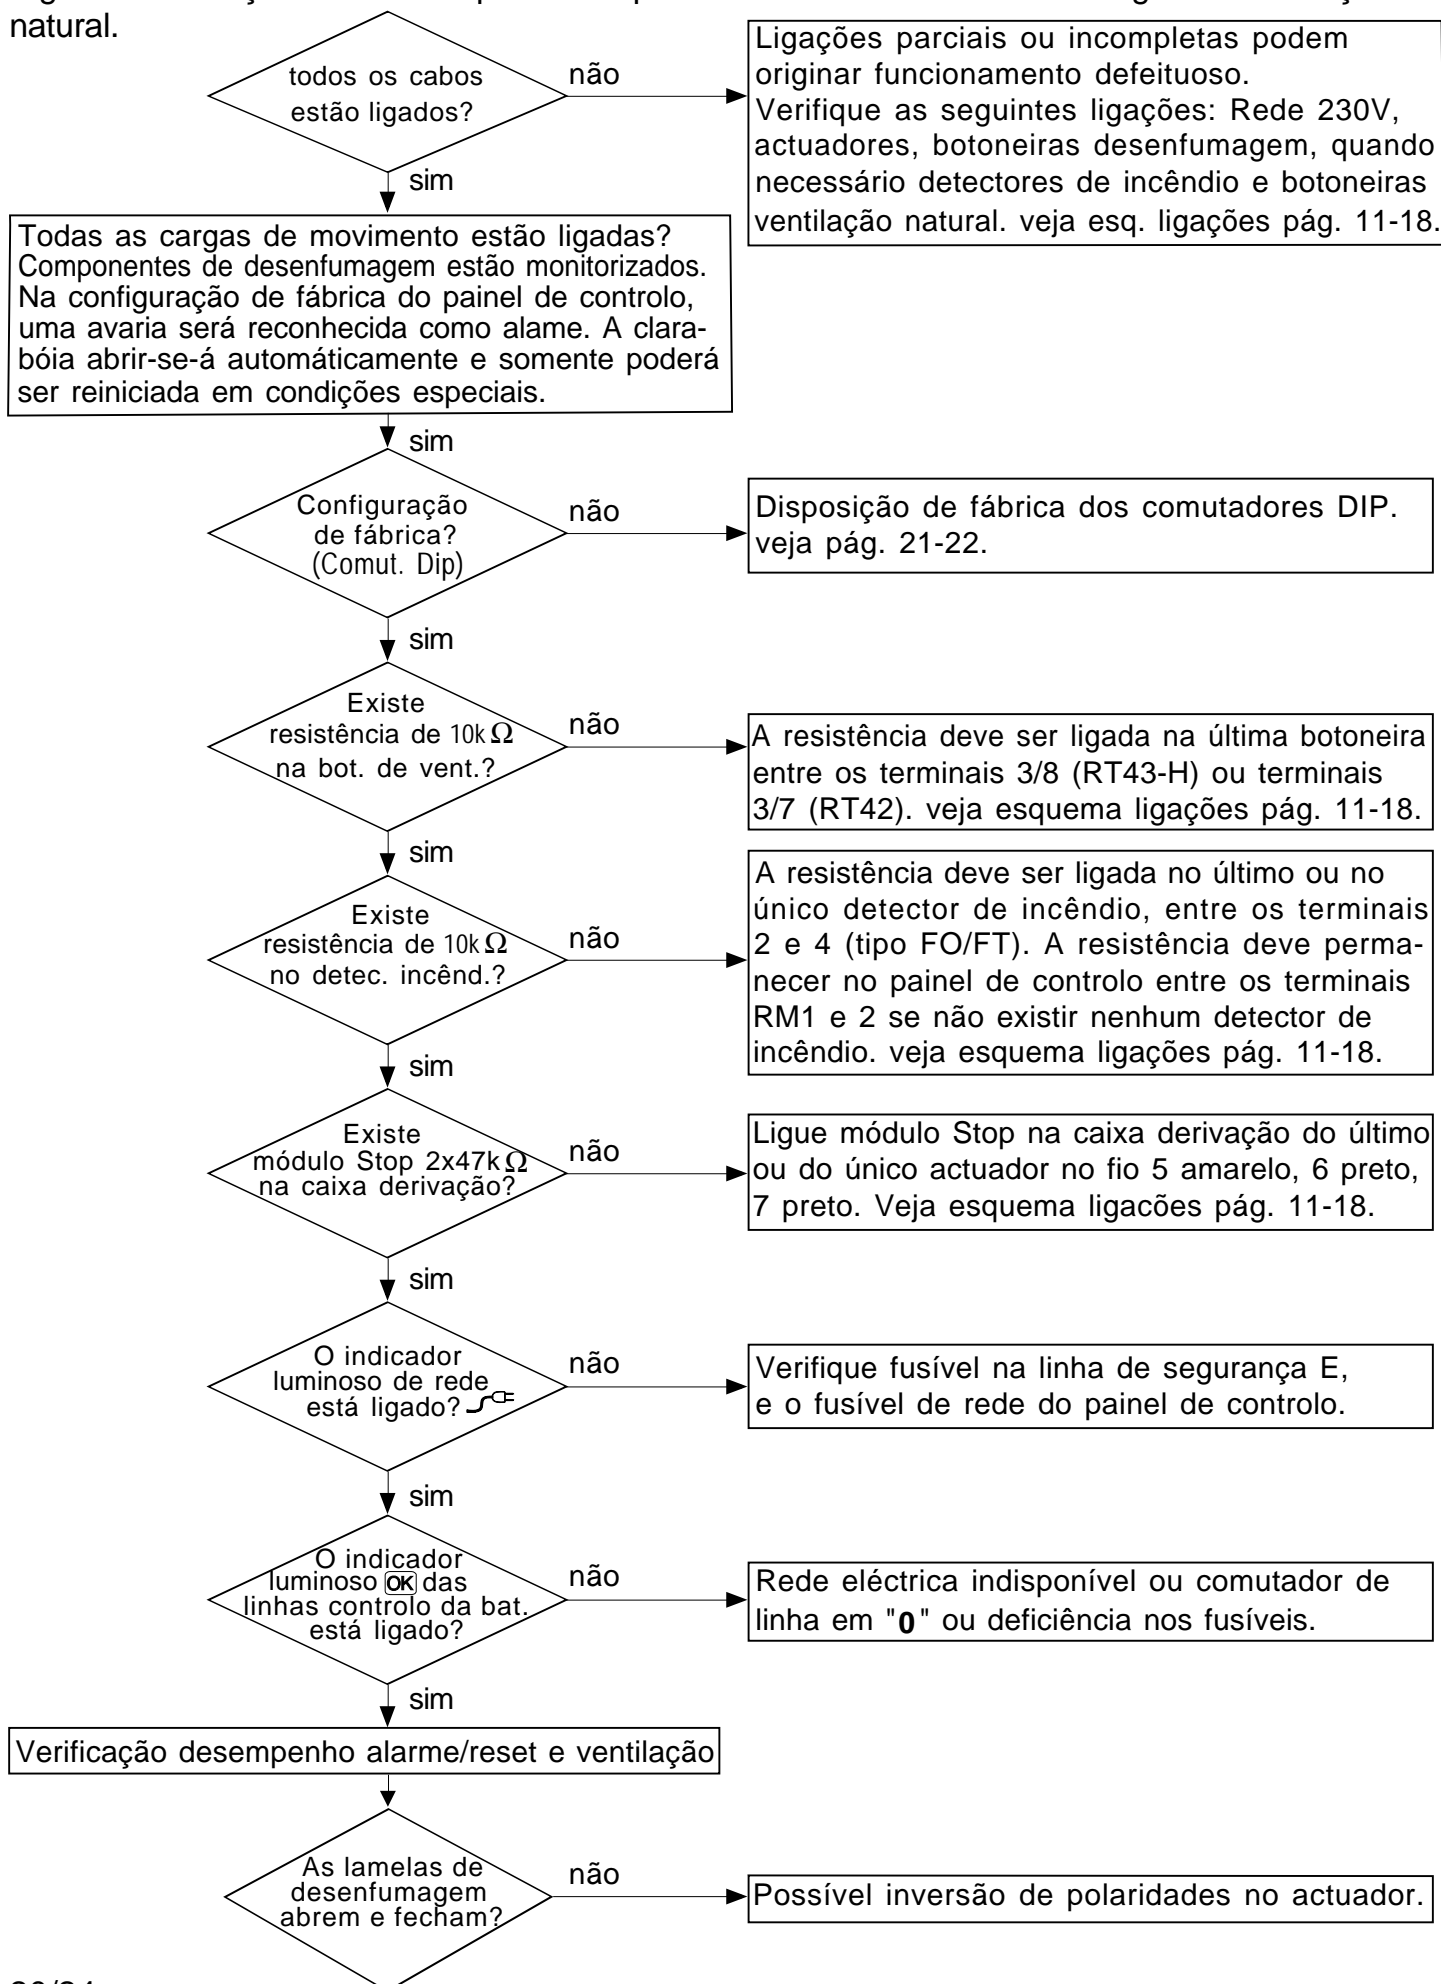 natural.
todos os cabos
estão ligados?
não
Ligações parciais ou incompletas podem
originar funcionamento defeituoso.
Verifique as seguintes ligações: Rede 230V,
actuadores, botoneiras desenfumagem, quando
necessário detectores de incêndio e botoneiras
ventilação natural. veja esq. ligações pág. 11-18.
sim
Todas as cargas de movimento estão ligadas?
Componentes de desenfumagem estão monitorizados.
Na configuração de fábrica do painel de controlo,
uma avaria será reconhecida como alame. A clara-
bóia abrir-se-á automáticamente e somente poderá
ser reiniciada em condições especiais.
sim
Configuração
de fábrica?
(Comut. Dip)
não
Disposição de fábrica dos comutadores DIP.
veja pág. 21-22.
sim
Existe
resistência de 10k Ω
na bot. de vent.?
não
A resistência deve ser ligada na última botoneira
entre os terminais 3/8 (RT43-H) ou terminais
3/7 (RT42). veja esquema ligações pág. 11-18.
sim
Existe
resistência de 10k Ω
no detec. incênd.?
não
A resistência deve ser ligada no último ou no
único detector de incêndio, entre os terminais
2 e 4 (tipo FO/FT). A resistência deve perma-
necer no painel de controlo entre os terminais
RM1 e 2 se não existir nenhum detector de
incêndio. veja esquema ligações pág. 11-18.
sim
Existe
módulo Stop 2x47k Ω
na caixa derivação?
não
Ligue módulo Stop na caixa derivação do último
ou do único actuador no fio 5 amarelo, 6 preto,
7 preto. Veja esquema ligacões pág. 11-18.
sim
O indicador
luminoso de rede
está ligado?
não
Verifique fusível na linha de segurança E,
e o fusível de rede do painel de controlo.
sim
O indicador
luminoso OK das
linhas controlo da bat.
está ligado?
não
Rede eléctrica indisponível ou comutador de
linha em "0" ou deficiência nos fusíveis.
sim
Verificação desempenho alarme/reset e ventilação
As lamelas de
desenfumagem
abrem e fecham?
não
Possível inversão de polaridades no actuador.